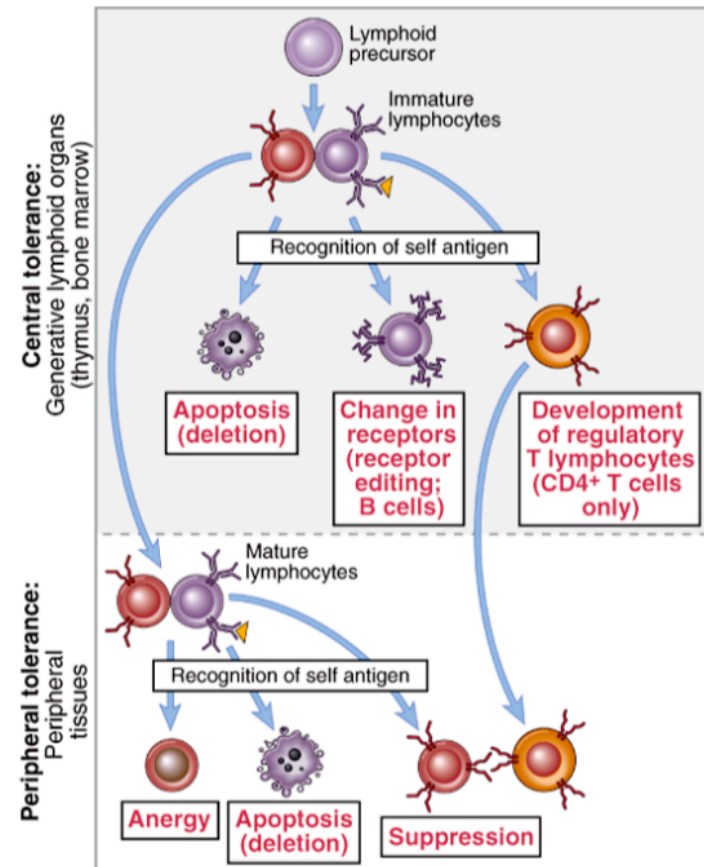 Central tolerance:
Generative lymphoid organs
(thymus, bone marrow)
Lymphoid
precursor
Immature
lymphocytes
Recognition of self antigen
Apoptosis
(deletion)
Change in
receptors
(receptor
editing;
B cells)
Development
of regulatory
T lymphocytes
(CD4+ T cells
only)
Peripheral tolerance:
Peripheral
tissues
Mature
lymphocytes
Recognition of self antigen
Anergy
Apoptosis
(deletion)
Suppression